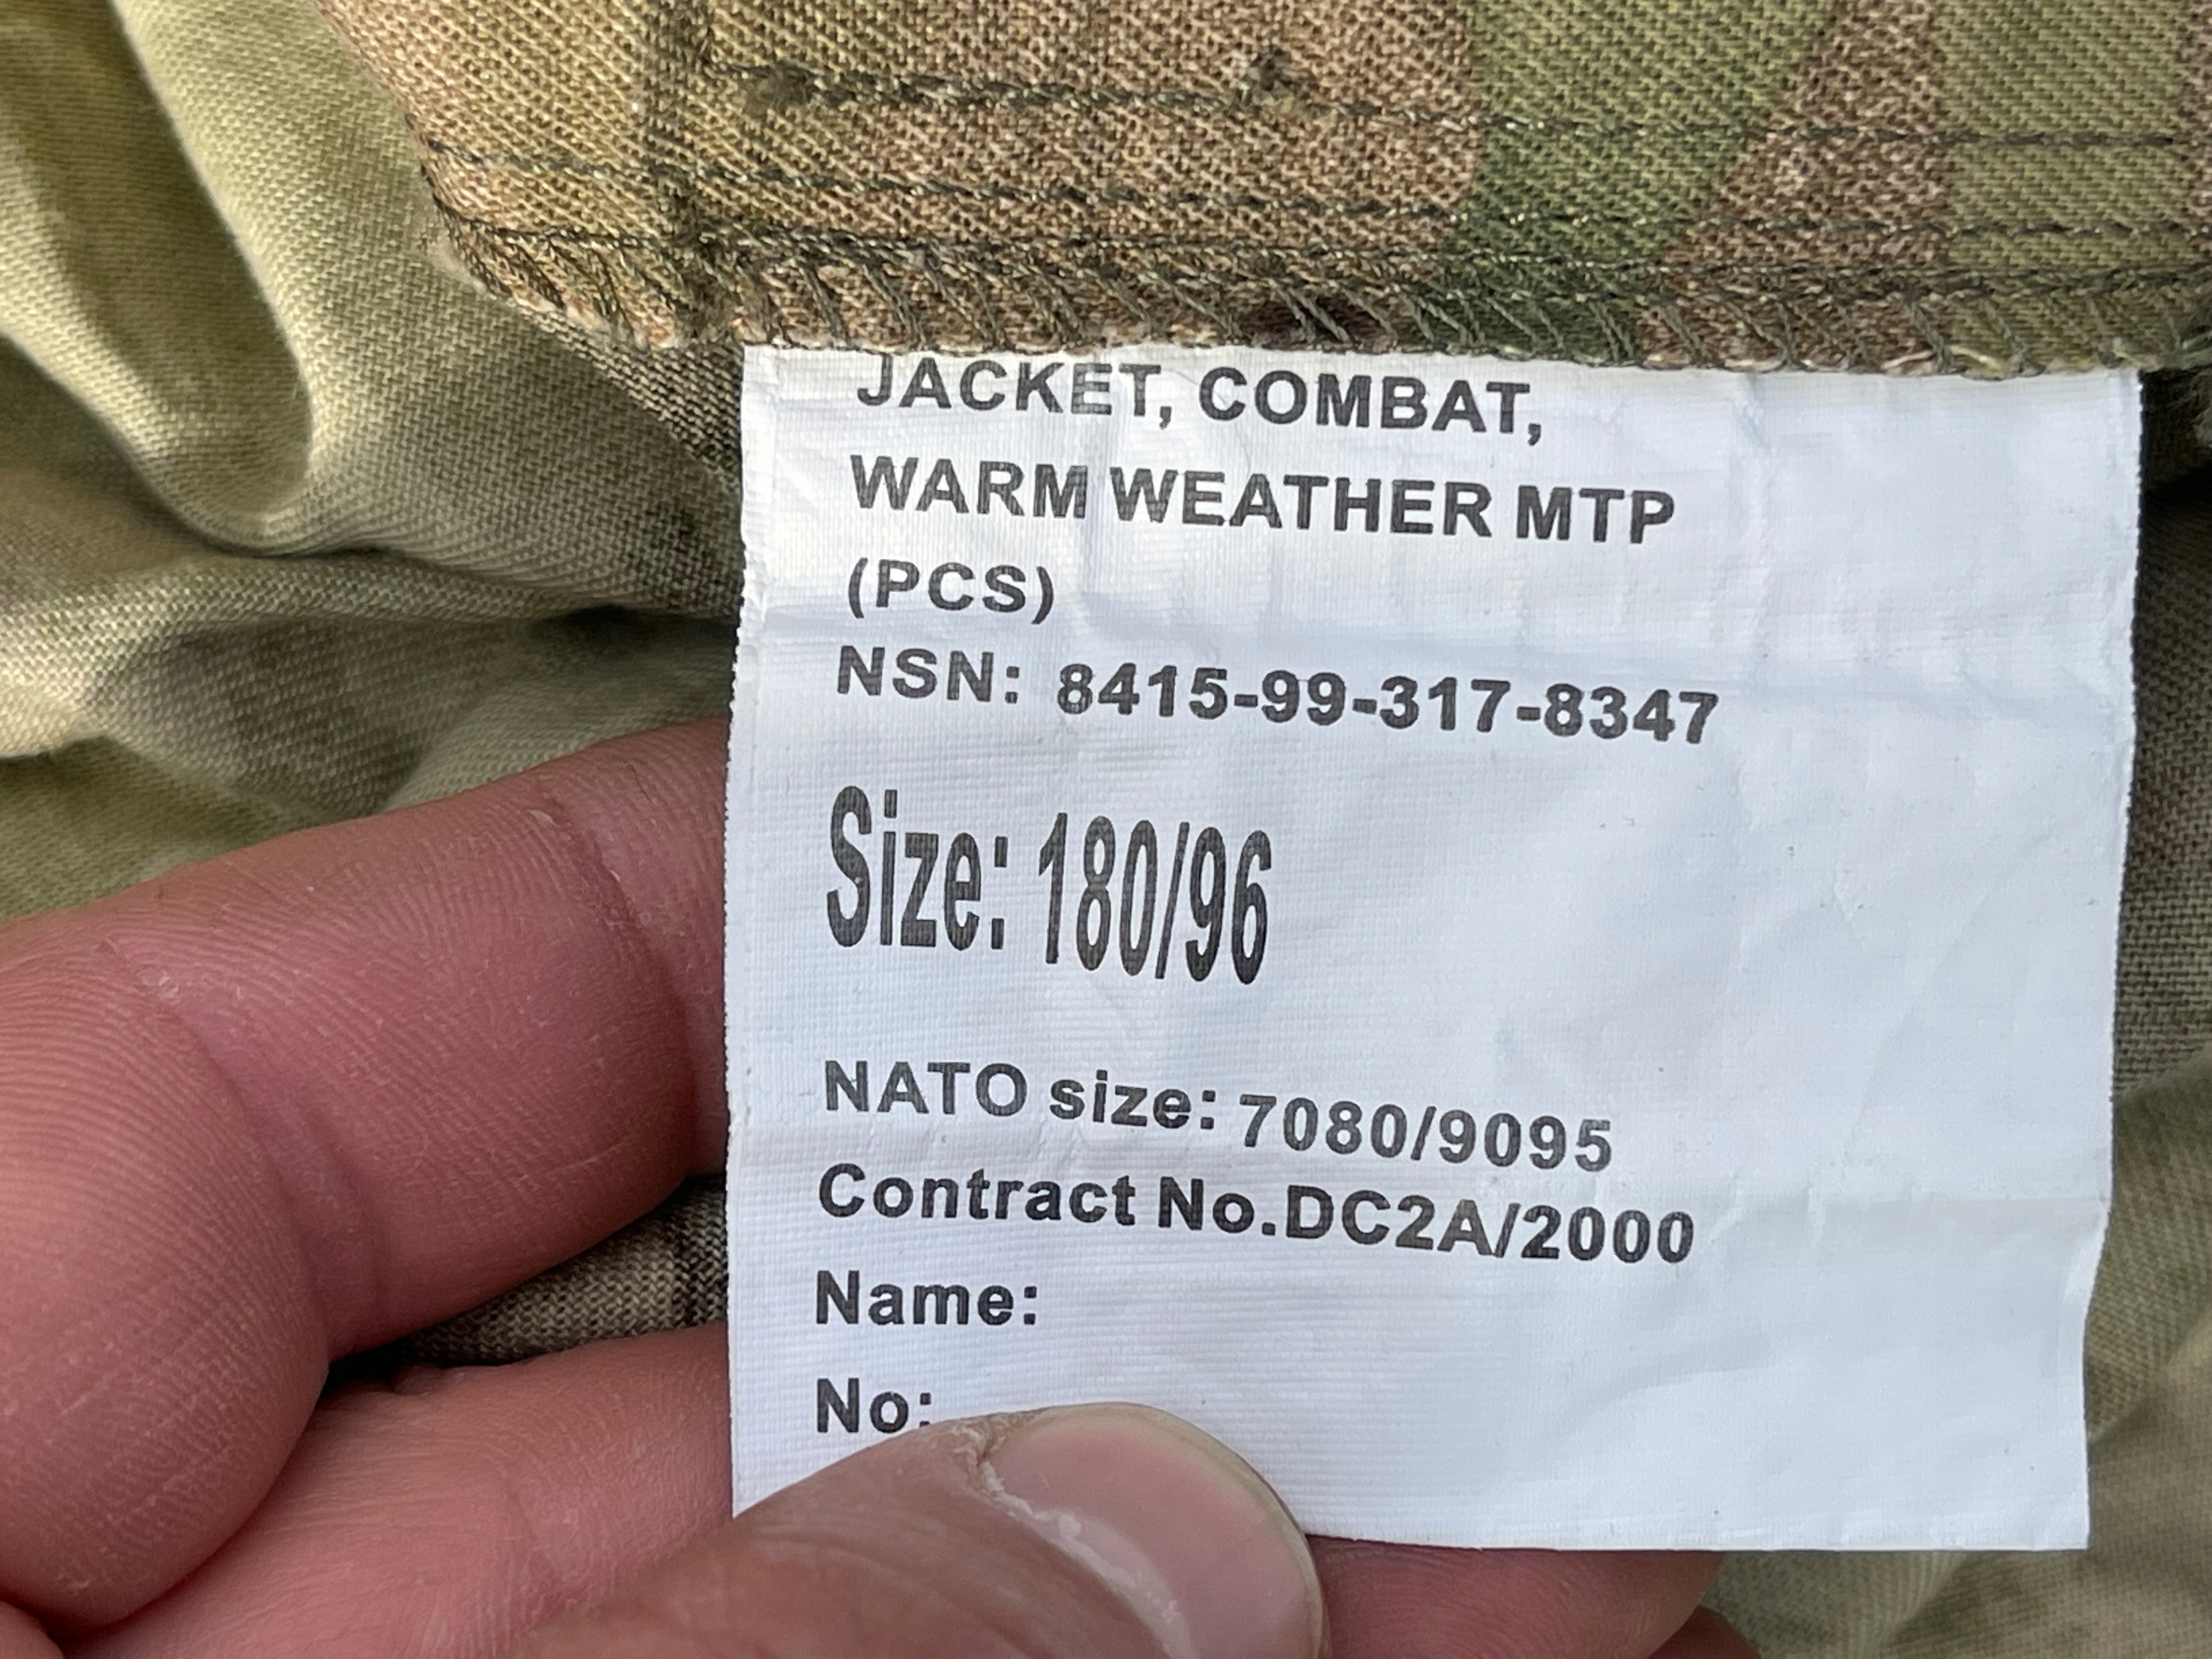 JACKET, COMBAT,
WARM WEATHER MTP
(PCS)
NSN: 8415-99-317-8347
Size: 180/96
NATO size: 7080/9095
Contract No.DC2A/2000
Name:
No: